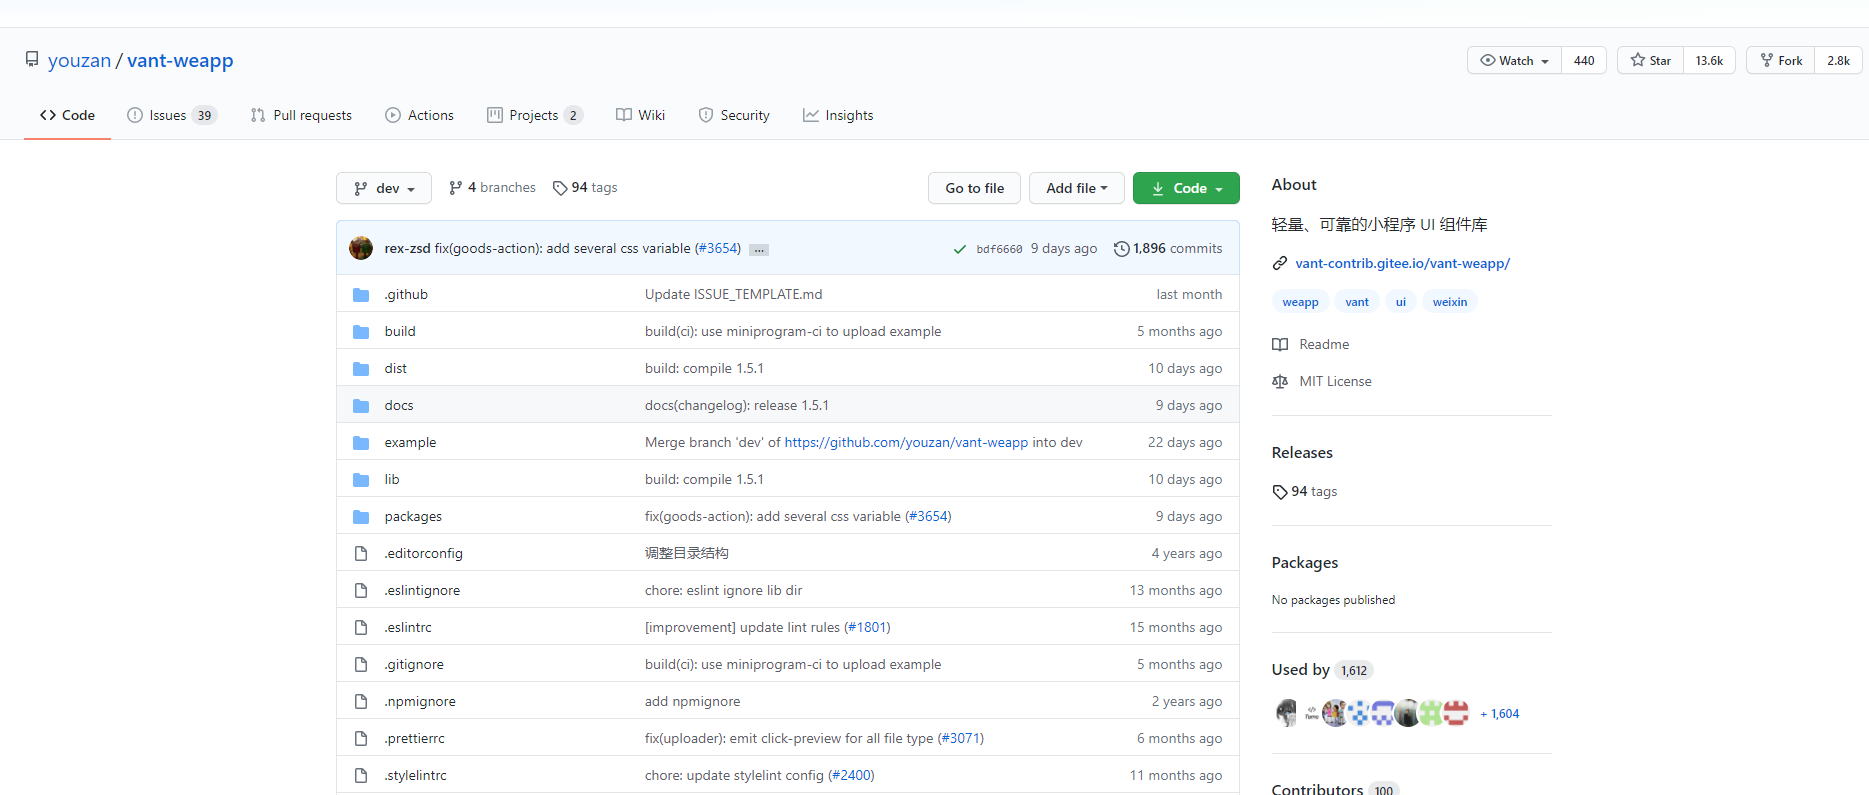 youzan / vant-weapp
Watch 440 Star 13.6k Fork 2.8k
Code Issues 39 Pull requests Actions Projects 2 Wiki Security Insights
dev 4 branches 94 tags Go to file Add file Code
rex-zsd fix(goods-action): add several css variable (#3654) ... bdf6660 9 days ago 1,896 commits
.github Update ISSUE_TEMPLATE.md last month
build build(ci): use miniprogram-ci to upload example 5 months ago
dist build: compile 1.5.1 10 days ago
docs docs(changelog): release 1.5.1 9 days ago
example Merge branch 'dev' of https://github.com/youzan/vant-weapp into dev 22 days ago
lib build: compile 1.5.1 10 days ago
packages fix(goods-action): add several css variable (#3654) 9 days ago
.editorconfig 调整目录结构 4 years ago
.eslintignore chore: eslint ignore lib dir 13 months ago
.eslintrc [improvement] update lint rules (#1801) 15 months ago
.gitignore build(ci): use miniprogram-ci to upload example 5 months ago
.npmignore add npmignore 2 years ago
.prettierrc fix(uploader): emit click-preview for all file type (#3071) 6 months ago
.stylelintrc chore: update stylelint config (#2400) 11 months ago
About
轻量、可靠的小程序 UI 组件库
vant-contrib.gitee.io/vant-weapp/
weapp vant ui weixin
Readme
MIT License
Releases
94 tags
Packages
No packages published
Used by 1,612
+ 1,604
Contributors 100